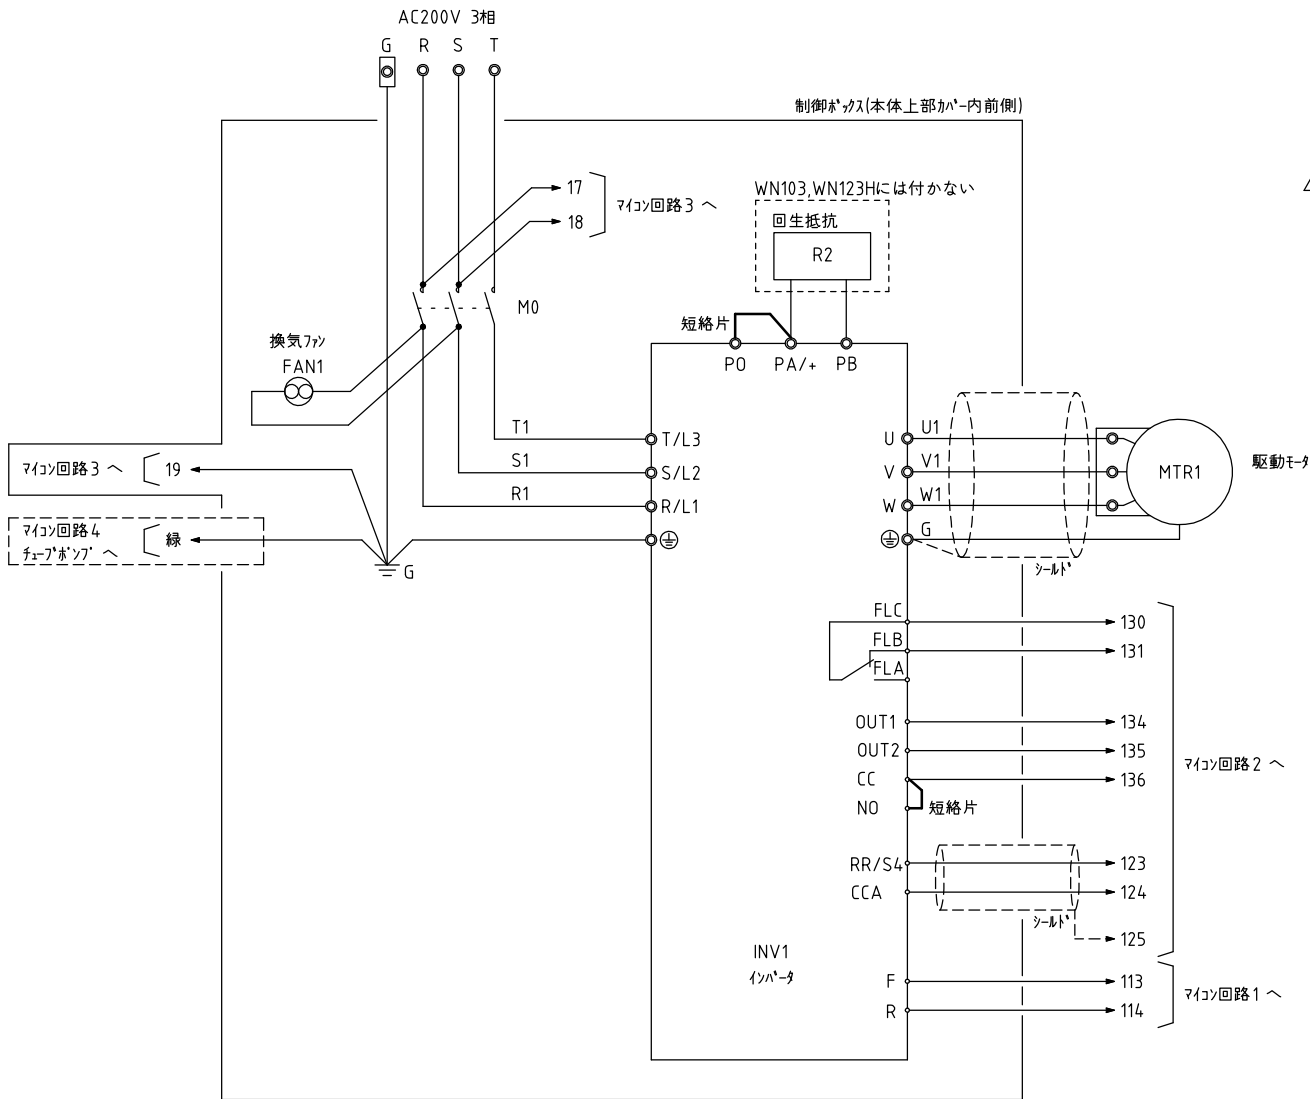 AC200V 3相
G R S T
制御ﾎﾞｯｸｽ(本体上部ｶﾊﾞｰ内前側)
17
18
ﾏｲｺﾝ回路3 へ
WN103,WN123Hには付かない
回生抵抗
R2
M0
短絡片
PO PA/+ PB
換気ﾌｧﾝ
FAN1
T1 T/L3
S1 S/L2
R1 R/L1
U U1
V V1
W W1
G
MTR1
駆動ﾓｰﾀ
ｼｰﾙﾄﾞ
ﾏｲｺﾝ回路3 へ 19
ﾏｲｺﾝ回路4
ﾁｭｰﾌﾞﾎﾟﾝﾌﾟ へ
緑
G
FLC 130
FLB 131
FLA
OUT1 134
OUT2 135
CC 136
NO 短絡片
ﾏｲｺﾝ回路2 へ
RR/S4 123
CCA 124
ｼｰﾙﾄﾞ
125
INV1
ｲﾝﾊﾞｰﾀ
F 113
R 114
ﾏｲｺﾝ回路1 へ